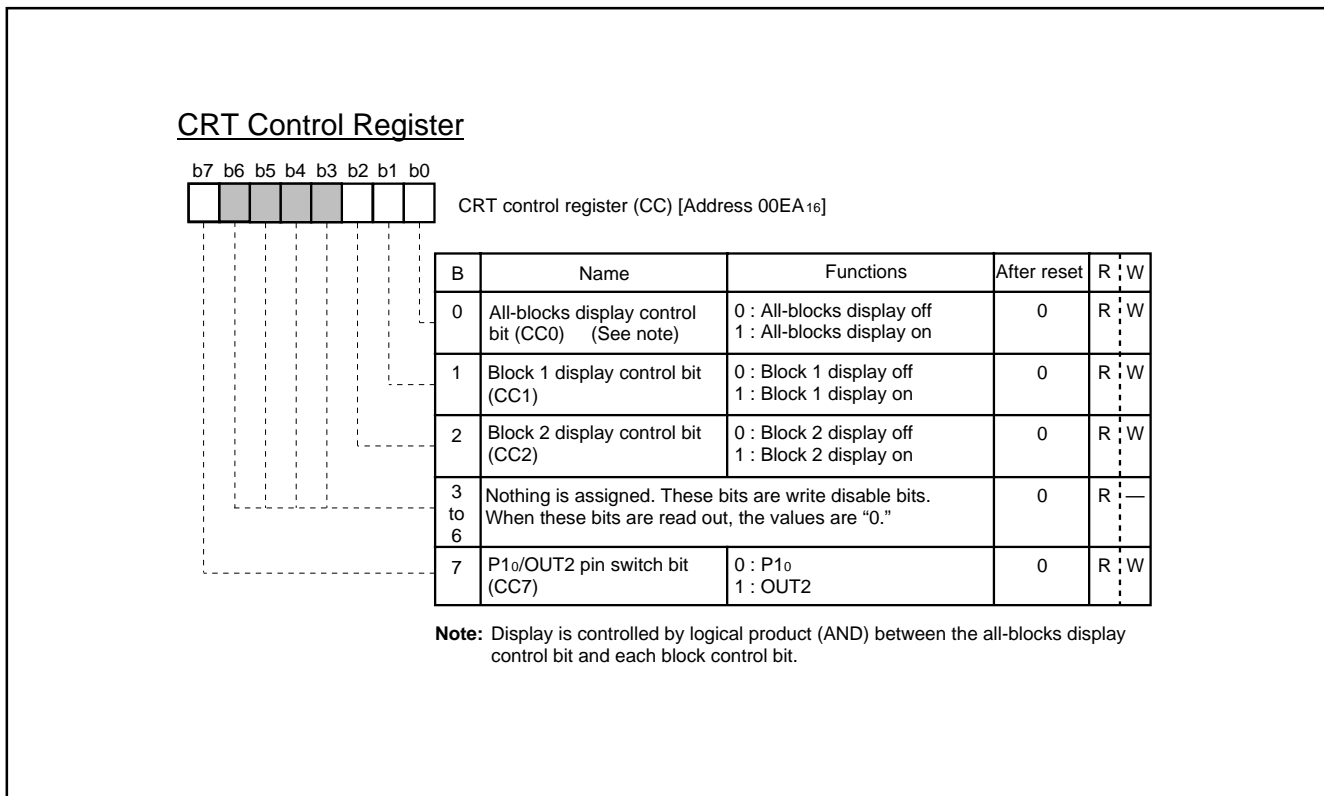 CRT Control Register
b7 b6 b5 b4 b3 b2 b1 b0
CRT control register (CC) [Address 00EA16]
B Name Functions After reset R W
0 All-blocks display control 0 : All-blocks display off 0 R W
bit (CC0) (See note) 1 : All-blocks display on
1 Block 1 display control bit 0 : Block 1 display off 0 R W
(CC1) 1 : Block 1 display on
2 Block 2 display control bit 0 : Block 2 display off 0 R W
(CC2) 1 : Block 2 display on
3 Nothing is assigned. These bits are write disable bits. 0 R —
to When these bits are read out, the values are “0.”
6
7 P10/OUT2 pin switch bit 0 : P10 0 R W
(CC7) 1 : OUT2
Note: Display is controlled by logical product (AND) between the all-blocks display
control bit and each block control bit.